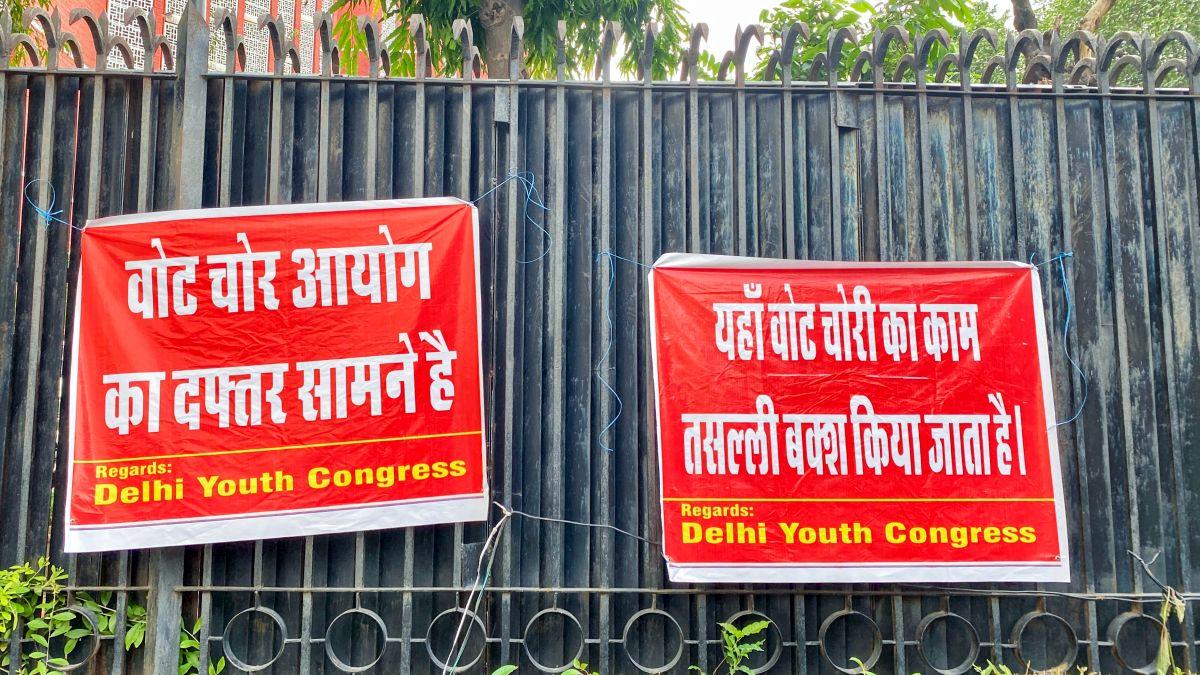 वोट चोर आयोग
का दफ्तर सामने है
Regards:
Delhi Youth Congress
यहाँ वोट चोरी का काम
तसल्ली बक्श किया जाता है।
Regards:
Delhi Youth Congress